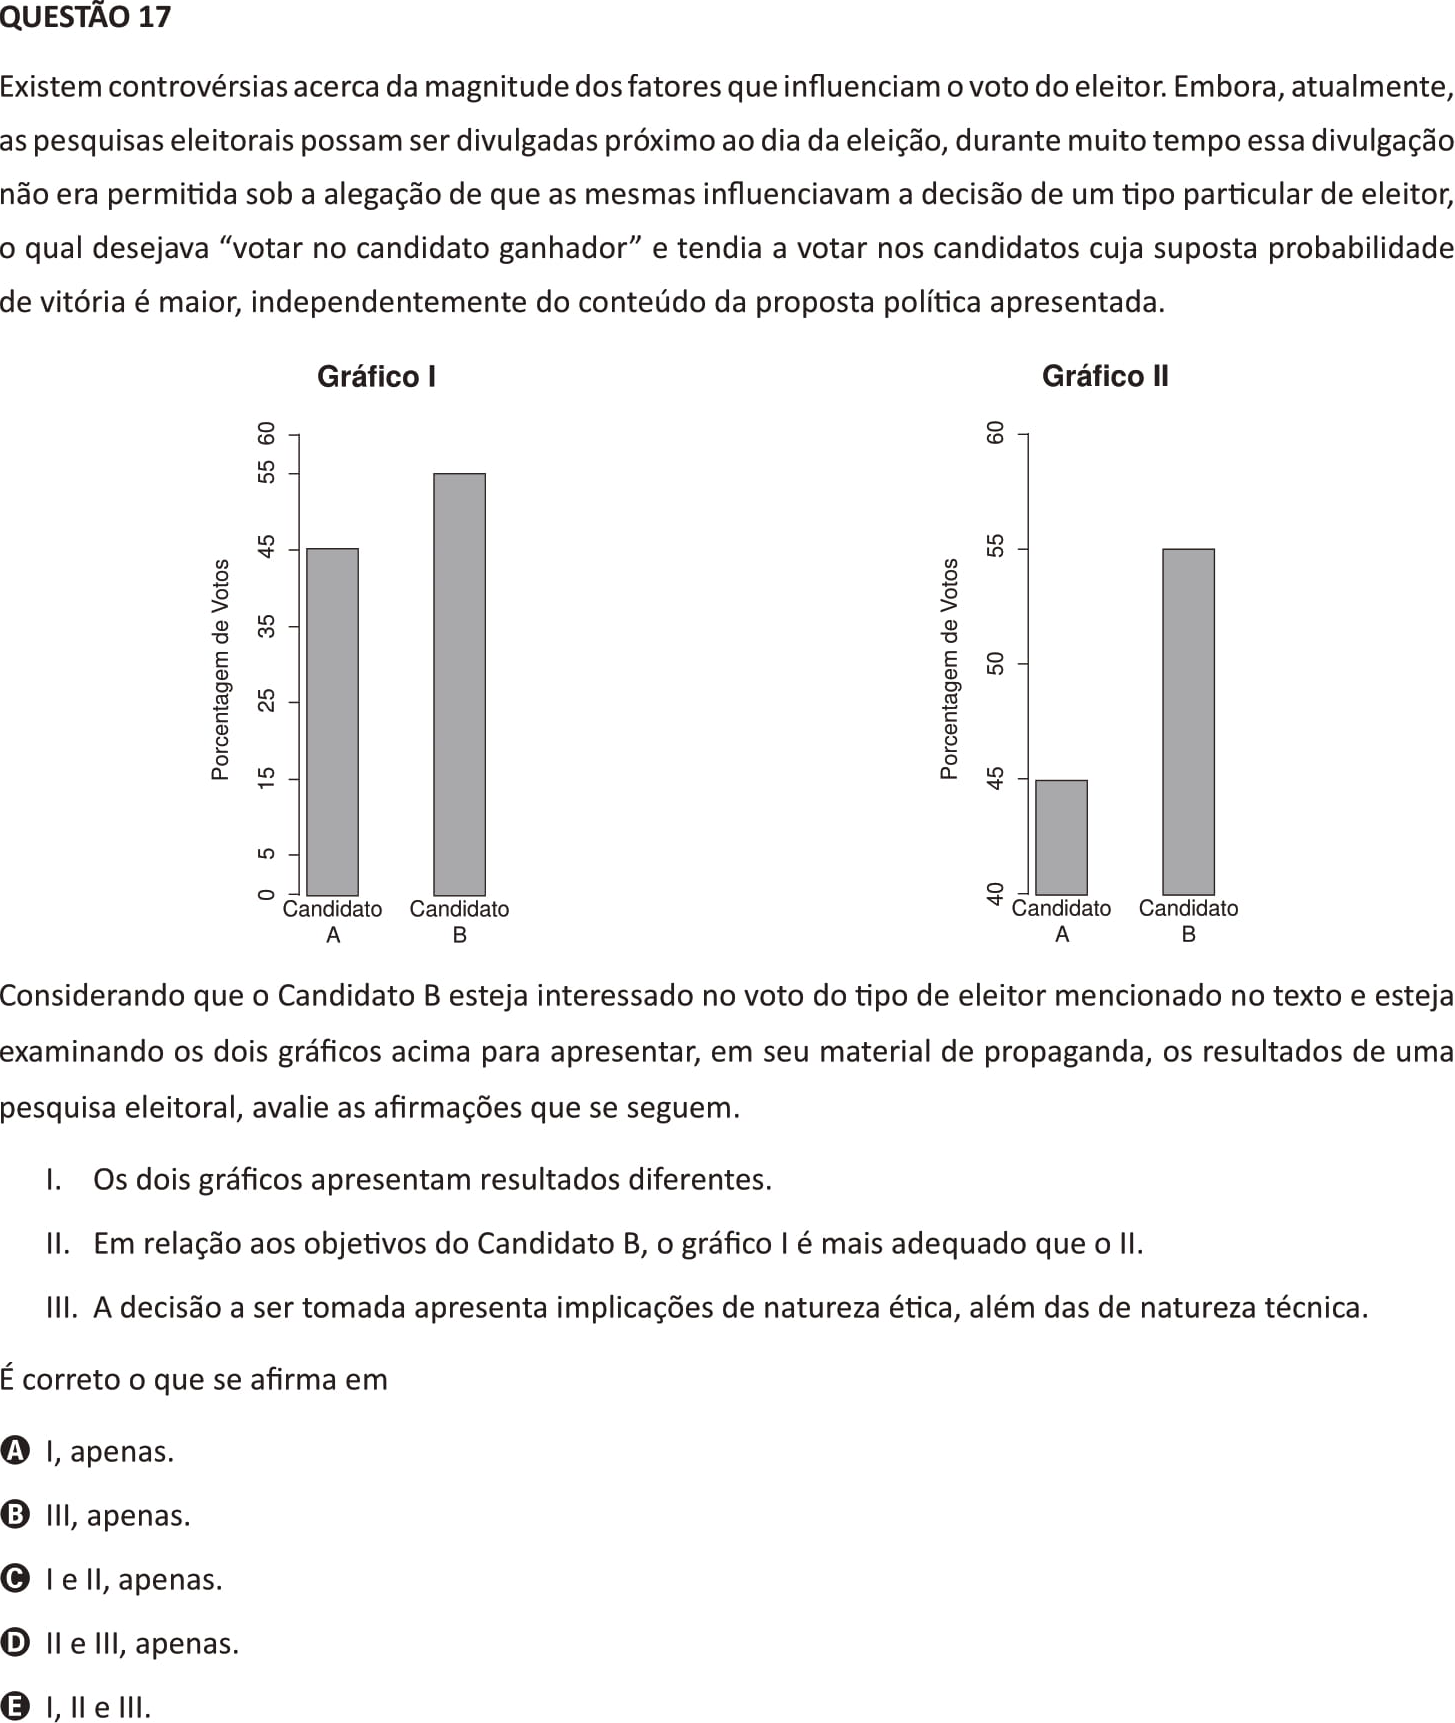 QUESTÃO 17
Existem controvérsias acerca da magnitude dos fatores que influenciam o voto do eleitor. Embora, atualmente,
as pesquisas eleitorais possam ser divulgadas próximo ao dia da eleição, durante muito tempo essa divulgação
não era permitida sob a alegação de que as mesmas influenciavam a decisão de um tipo particular de eleitor,
o qual desejava “votar no candidato ganhador” e tendia a votar nos candidatos cuja suposta probabilidade
de vitória é maior, independentemente do conteúdo da proposta política apresentada.
Gráfico I
Porcentagem de Votos
60
55
45
35
25
15
5
0
Candidato
A
Candidato
B
Gráfico II
Porcentagem de Votos
60
55
50
45
40
Candidato
A
Candidato
B
Considerando que o Candidato B esteja interessado no voto do tipo de eleitor mencionado no texto e esteja
examinando os dois gráficos acima para apresentar, em seu material de propaganda, os resultados de uma
pesquisa eleitoral, avalie as afirmações que se seguem.
I. Os dois gráficos apresentam resultados diferentes.
II. Em relação aos objetivos do Candidato B, o gráfico I é mais adequado que o II.
III. A decisão a ser tomada apresenta implicações de natureza ética, além das de natureza técnica.
É correto o que se afirma em
A I, apenas.
B III, apenas.
C I e II, apenas.
D II e III, apenas.
E I, II e III.